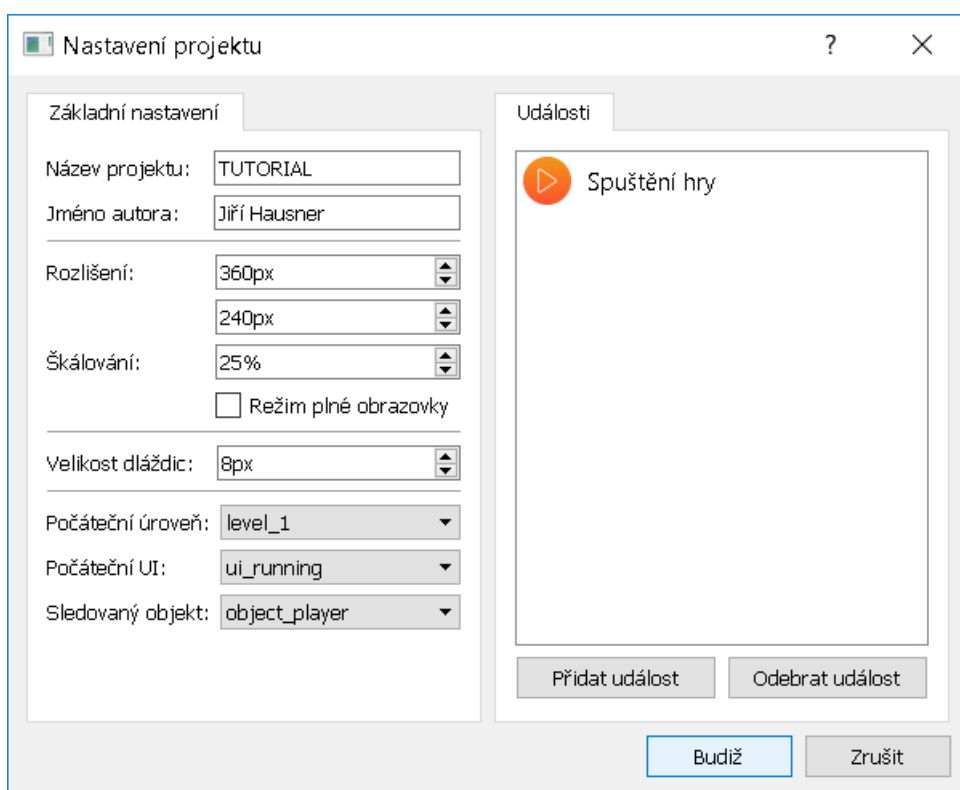 Nastavení projektu
?
Základní nastavení
Název projektu: TUTORIAL
Jméno autora: Jiří Hausner
Rozlišení: 360px
240px
Škálování: 25%
Režim plné obrazovky
Velikost dláždic: 8px
Počáteční úroveň: level_1
Počáteční UI: ui_running
Sledovaný objekt: object_player
Události
Spuštění hry
Přidat událost Odebrat událost
Budiž Zrušit